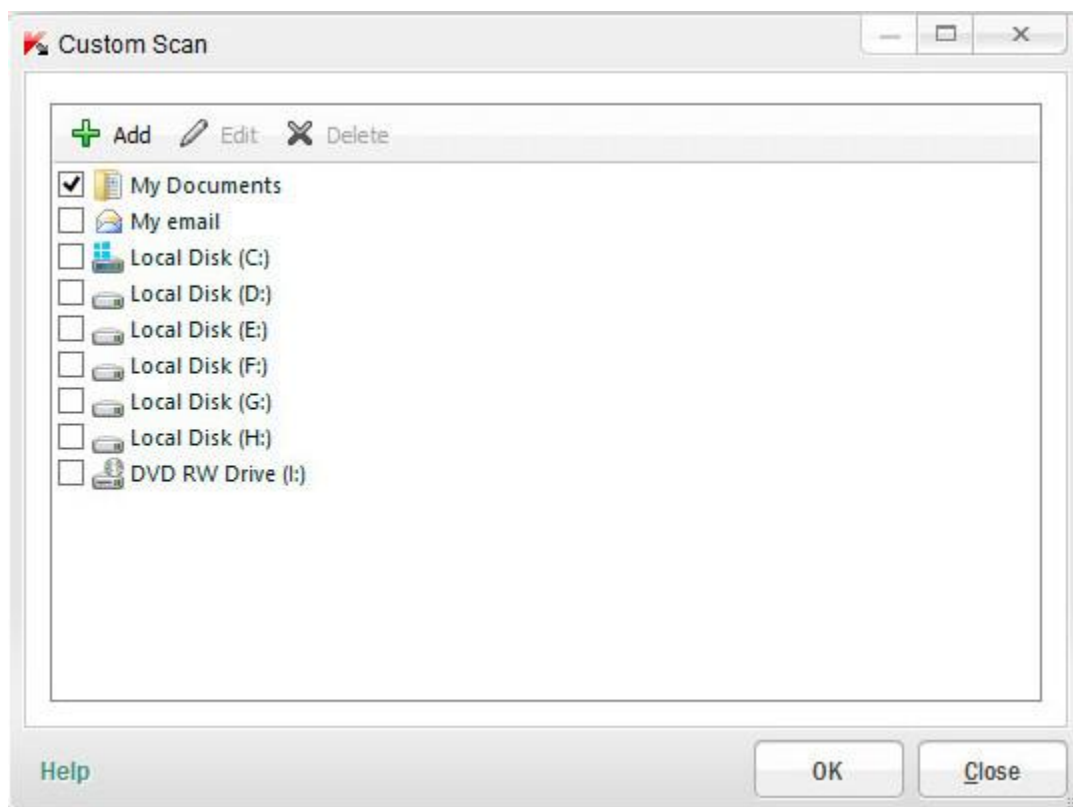 Custom Scan
Add Edit Delete
My Documents
My email
Local Disk (C:)
Local Disk (D:)
Local Disk (E:)
Local Disk (F:)
Local Disk (G:)
Local Disk (H:)
DVD RW Drive (I:)
Help OK Close